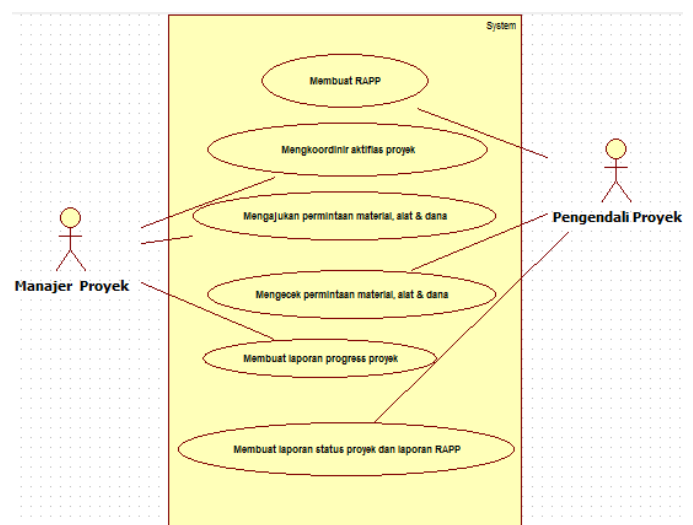 System
Membuat RAPP
Mengkoordinir aktifias proyek
Mengajukan permintaan material, alat & dana
Pengendali Proyek
Manajer Proyek
Mengecek permintaan material, alat & dana
Membuat laporan progress proyek
Membuat laporan status proyek dan laporan RAPP